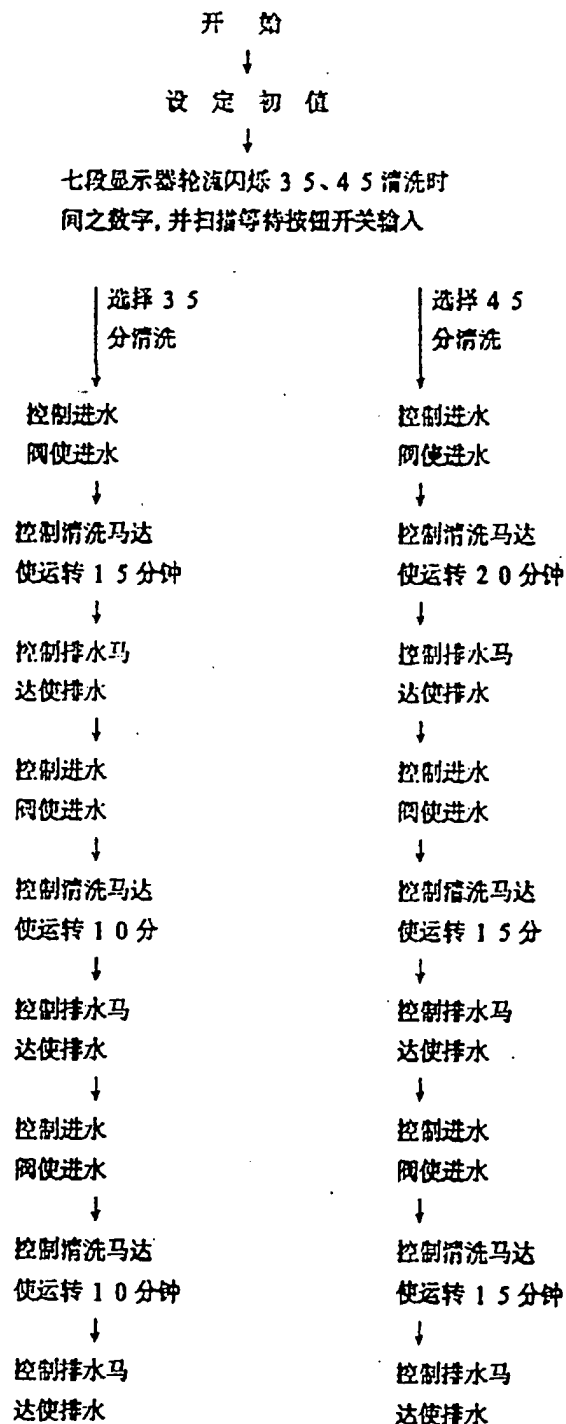 开 始
设 定 初 值
七段显示器轮流闪烁35、45清洗时
间之数字,并扫描等待按钮开关输入
选择35
分清洗
控制进水
阀使进水
控制清洗马达
使运转15分钟
控制排水马
达使排水
控制进水
阀使进水
控制清洗马达
使运转10分
控制排水马
达使排水
控制进水
阀使进水
控制清洗马达
使运转10分钟
控制排水马
达使排水
选择45
分清洗
控制进水
阀使进水
控制清洗马达
使运转20分钟
控制排水马
达使排水
控制进水
阀使进水
控制清洗马达
使运转15分
控制排水马
达使排水
控制进水
阀使进水
控制清洗马达
使运转15分钟
控制排水马
达使排水